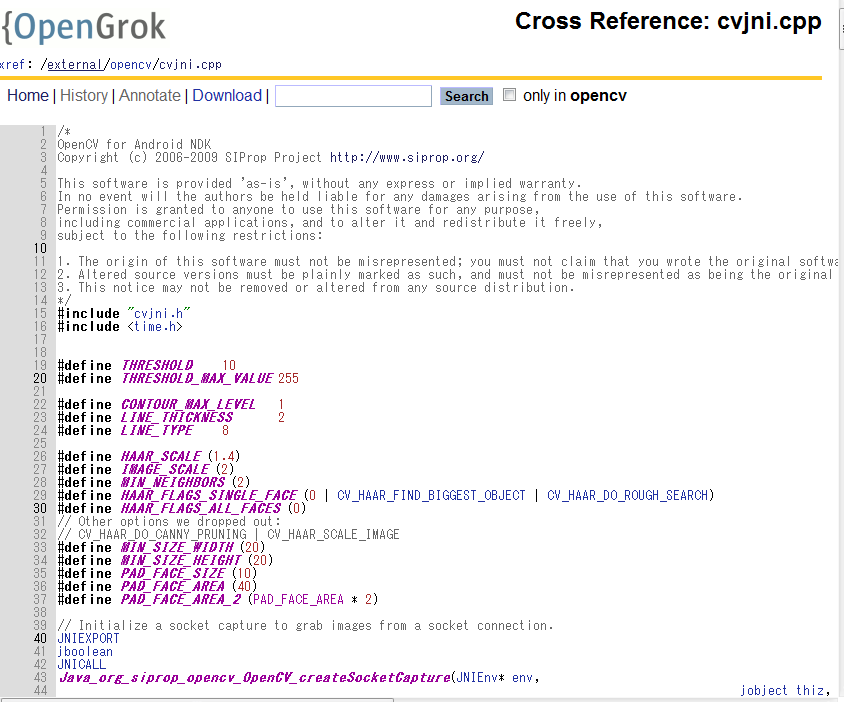 {OpenGrok
Cross Reference: cvjni.cpp
xref: /external/opencv/cvjni.cpp
Home | History | Annotate | Download | Search only in opencv
1 /*
2 OpenCV for Android NDK
3 Copyright (c) 2006-2009 SIProp Project http://www.siprop.org/
4
5 This software is provided 'as-is', without any express or implied warranty.
6 In no event will the authors be held liable for any damages arising from the use of this software.
7 Permission is granted to anyone to use this software for any purpose,
8 including commercial applications, and to alter it and redistribute it freely,
9 subject to the following restrictions:
10
11 1. The origin of this software must not be misrepresented; you must not claim that you wrote the original softwa
12 2. Altered source versions must be plainly marked as such, and must not be misrepresented as being the original
13 3. This notice may not be removed or altered from any source distribution.
14 */
15 #include "cvjni.h"
16 #include <time.h>
17
18
19 #define THRESHOLD 10
20 #define THRESHOLD_MAX_VALUE 255
21
22 #define CONTOUR_MAX_LEVEL 1
23 #define LINE_THICKNESS 2
24 #define LINE_TYPE 8
25
26 #define HAAR_SCALE (1.4)
27 #define IMAGE_SCALE (2)
28 #define MIN_NEIGHBORS (2)
29 #define HAAR_FLAGS_SINGLE_FACE (0 | CV_HAAR_FIND_BIGGEST_OBJECT | CV_HAAR_DO_ROUGH_SEARCH)
30 #define HAAR_FLAGS_ALL_FACES (0)
31 // Other options we dropped out:
32 // CV_HAAR_DO_CANNY_PRUNING | CV_HAAR_SCALE_IMAGE
33 #define MIN_SIZE_WIDTH (20)
34 #define MIN_SIZE_HEIGHT (20)
35 #define PAD_FACE_SIZE (10)
36 #define PAD_FACE_AREA (40)
37 #define PAD_FACE_AREA_2 (PAD_FACE_AREA * 2)
38
39 // Initialize a socket capture to grab images from a socket connection.
40 JNIEXPORT
41 jboolean
42 JNICALL
43 Java_org_siprop_opencv_OpenCV_createSocketCapture(JNIEnv* env,
44 jobject thiz,